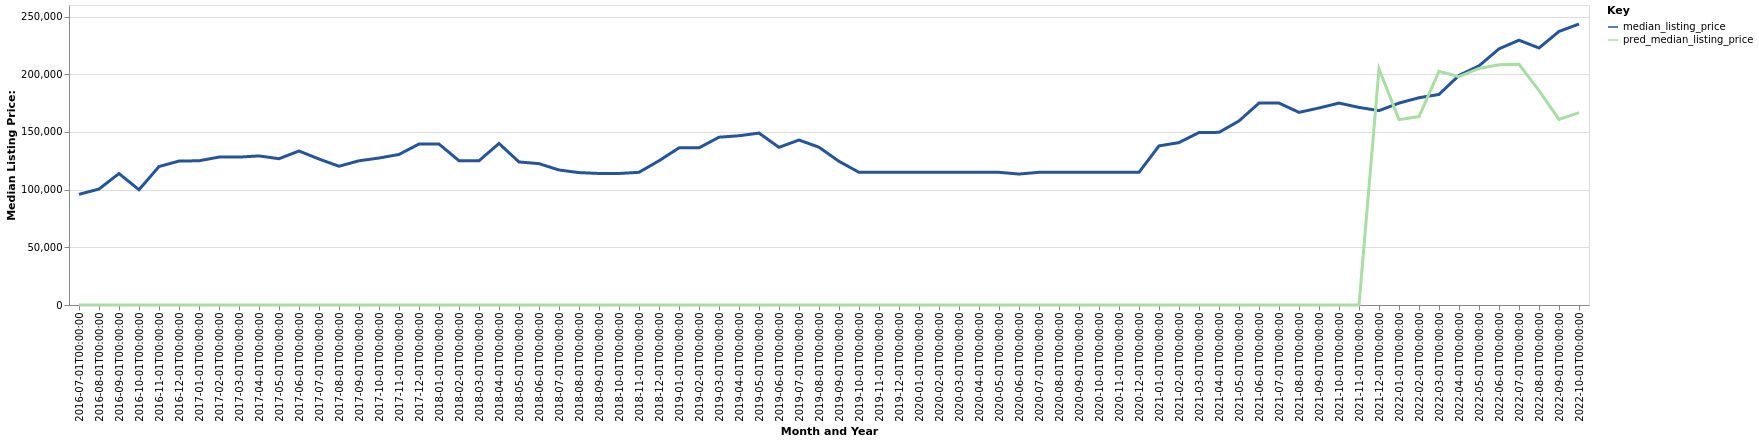 Key
median_listing_price
pred_median_listing_price
Median Listing Price:
250,000
200,000
150,000
100,000
50,000
0
2016-07-01T00:00:00
2016-08-01T00:00:00
2016-09-01T00:00:00
2016-10-01T00:00:00
2016-11-01T00:00:00
2016-12-01T00:00:00
2017-01-01T00:00:00
2017-02-01T00:00:00
2017-03-01T00:00:00
2017-04-01T00:00:00
2017-05-01T00:00:00
2017-06-01T00:00:00
2017-07-01T00:00:00
2017-08-01T00:00:00
2017-09-01T00:00:00
2017-10-01T00:00:00
2017-11-01T00:00:00
2017-12-01T00:00:00
2018-01-01T00:00:00
2018-02-01T00:00:00
2018-03-01T00:00:00
2018-04-01T00:00:00
2018-05-01T00:00:00
2018-06-01T00:00:00
2018-07-01T00:00:00
2018-08-01T00:00:00
2018-09-01T00:00:00
2018-10-01T00:00:00
2018-11-01T00:00:00
2018-12-01T00:00:00
2019-01-01T00:00:00
2019-02-01T00:00:00
2019-03-01T00:00:00
2019-04-01T00:00:00
2019-05-01T00:00:00
2019-06-01T00:00:00
2019-07-01T00:00:00
2019-08-01T00:00:00
2019-09-01T00:00:00
2019-10-01T00:00:00
2019-11-01T00:00:00
2019-12-01T00:00:00
2020-01-01T00:00:00
2020-02-01T00:00:00
2020-03-01T00:00:00
2020-04-01T00:00:00
2020-05-01T00:00:00
2020-06-01T00:00:00
2020-07-01T00:00:00
2020-08-01T00:00:00
2020-09-01T00:00:00
2020-10-01T00:00:00
2020-11-01T00:00:00
2020-12-01T00:00:00
2021-01-01T00:00:00
2021-02-01T00:00:00
2021-03-01T00:00:00
2021-04-01T00:00:00
2021-05-01T00:00:00
2021-06-01T00:00:00
2021-07-01T00:00:00
2021-08-01T00:00:00
2021-09-01T00:00:00
2021-10-01T00:00:00
2021-11-01T00:00:00
2021-12-01T00:00:00
2022-01-01T00:00:00
2022-02-01T00:00:00
2022-03-01T00:00:00
2022-04-01T00:00:00
2022-05-01T00:00:00
2022-06-01T00:00:00
2022-07-01T00:00:00
2022-08-01T00:00:00
2022-09-01T00:00:00
2022-10-01T00:00:00
Month and Year